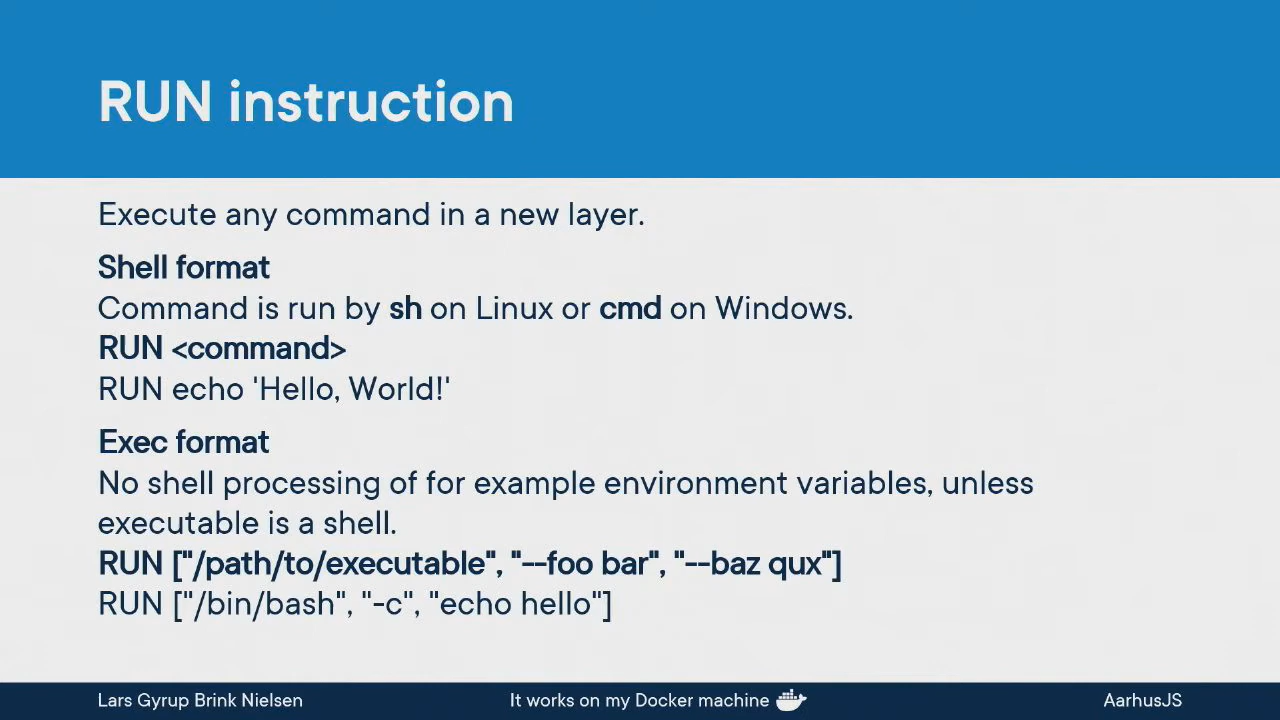 RUN instruction
Execute any command in a new layer.
Shell format
Command is run by sh on Linux or cmd on Windows.
RUN <command>
RUN echo 'Hello, World!'
Exec format
No shell processing of for example environment variables, unless
executable is a shell.
RUN ["/path/to/executable", "--foo bar", "--baz qux"]
RUN ["/bin/bash", "-c", "echo hello"]
Lars Gyrup Brink Nielsen
It works on my Docker machine
AarhusJS